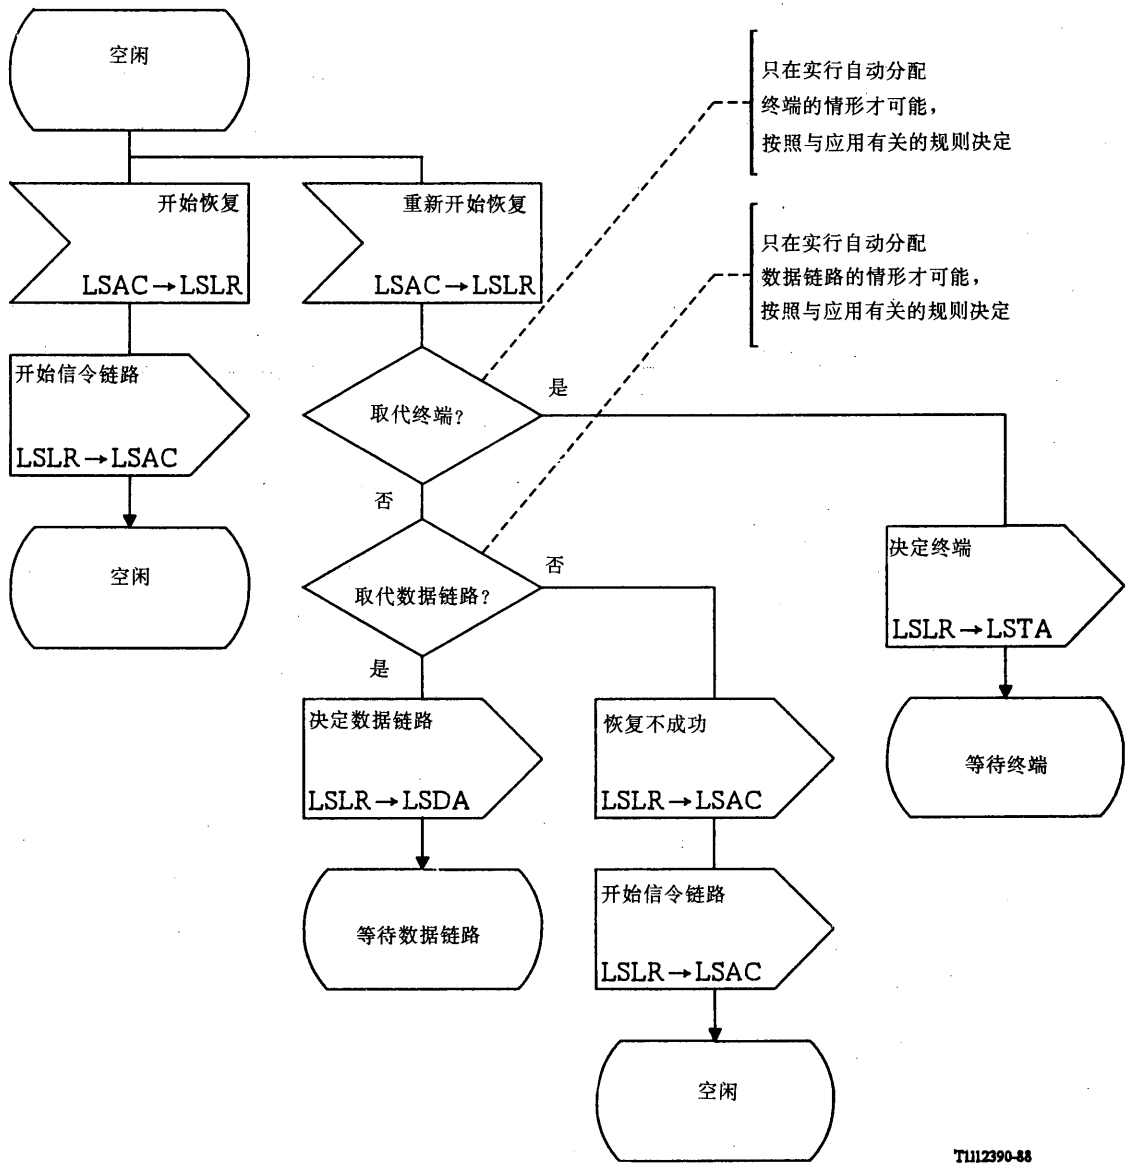 空闲
只在实行自动分配
终端的情形才可能，
按照与应用有关的规则决定
开始恢复
LSAC→LSLR
重新开始恢复
LSAC→LSLR
只在实行自动分配
数据链路的情形才可能，
按照与应用有关的规则决定
开始信令链路
LSLR→LSAC
取代终端?
是
否
空闲
取代数据链路?
否
是
决定终端
LSLR→LSTA
等待终端
决定数据链路
LSLR→LSDA
恢复不成功
LSLR→LSAC
等待数据链路
开始信令链路
LSLR→LSAC
空闲
T1112390-88